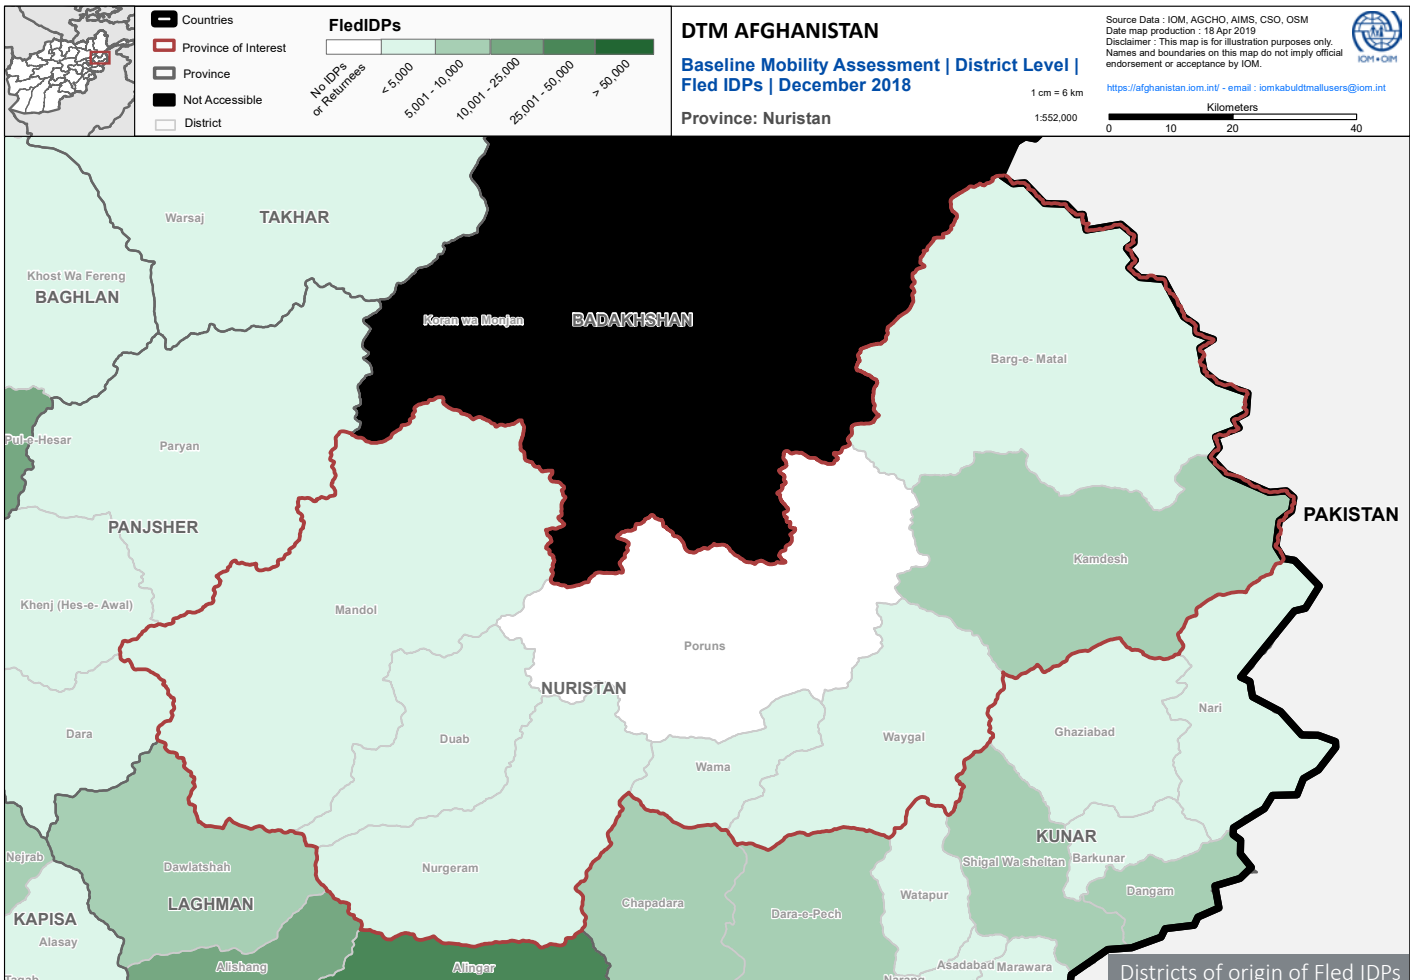 Countries
Province of Interest
Province
Not Accessible
District
FledIDPs
No IDPs
or Returnees
< 5,000
5,001 - 10,000
10,001 - 25,000
25,001 - 50,000
> 50,000
DTM AFGHANISTAN
Baseline Mobility Assessment | District Level |
Fled IDPs | December 2018
Province: Nuristan
1 cm = 6 km
1:552,000
Source Data : IOM, AGCHO, AIMS, CSO, OSM
Date map production : 18 Apr 2019
Disclaimer : This map is for illustration purposes only.
Names and boundaries on this map do not imply official
endorsement or acceptance by IOM.
IOM•OIM
https://afghanistan.iom.int/ - email : iomkabuldtmallusers@iom.int
Kilometers
0 10 20 40
Warsaj
TAKHAR
Khost Wa Fereng
BAGHLAN
Koran wa Monjan
BADAKHSHAN
Barg-e- Matal
Pul-e-Hesar
Paryan
PANJSHER
PAKISTAN
Kamdesh
Khenj (Hes-e- Awal)
Mandol
Poruns
NURISTAN
Nari
Dara
Duab
Waygal
Ghaziabad
Wama
KUNAR
Nejrab
Dawlatshah
Nurgeram
Shigal Wa sheltan
Barkunar
Dangam
Watapur
LAGHMAN
Chapadara
Dara-e-Pech
KAPISA
Alasay
Alishang
Alingar
Asadabad
Marawara
Tagab
Narang
Districts of origin of Fled IDPs